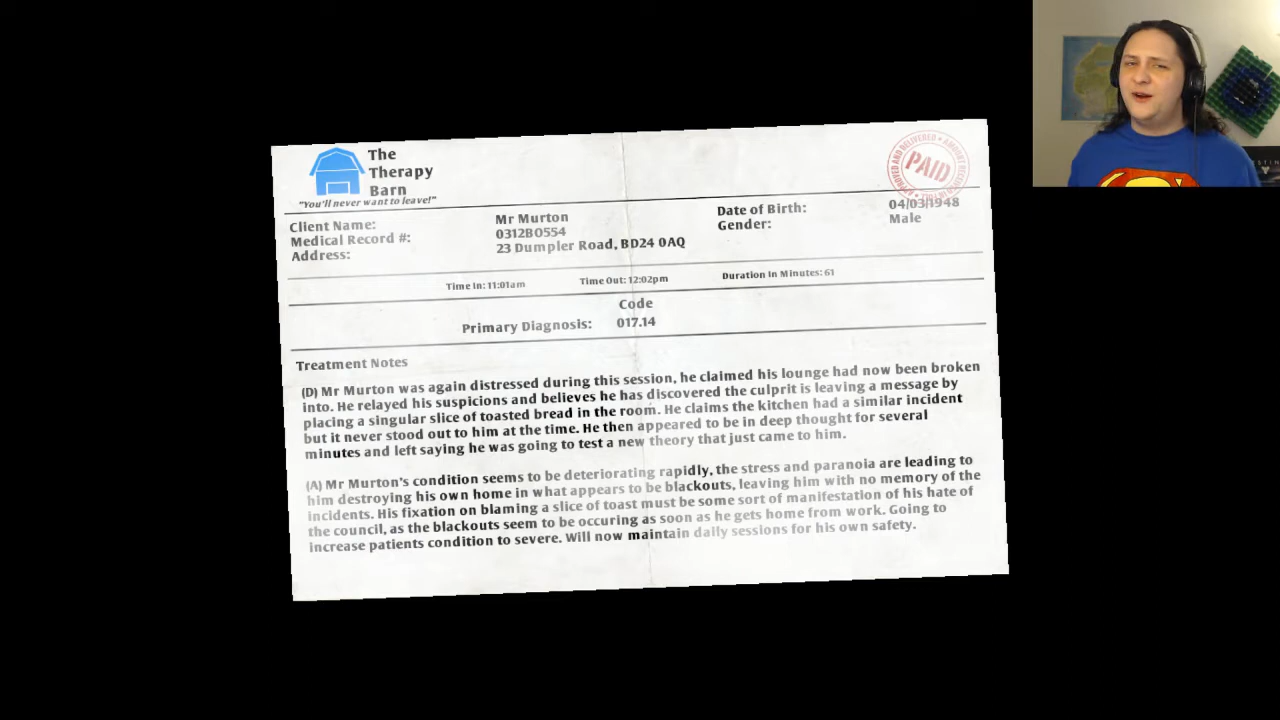 The
Therapy
Barn
"You'll never want to leave!"
PAID
Client Name: Mr Murton Date of Birth: 04/03/1948
Medical Record #: 0312BO554 Gender: Male
Address: 23 Dumpler Road, BD24 0AQ
Time In: 11:01am Time Out: 12:02pm Duration In Minutes: 61
Code
Primary Diagnosis: 017.14
Treatment Notes
(D) Mr Murton was again distressed during this session, he claimed his lounge had now been broken
into. He relayed his suspicions and believes he has discovered the culprit is leaving a message by
placing a singular slice of toasted bread in the room. He claims the kitchen had a similar incident
but it never stood out to him at the time. He then appeared to be in deep thought for several
minutes and left saying he was going to test a new theory that just came to him.
(A) Mr Murton's condition seems to be deteriorating rapidly, the stress and paranoia are leading to
him destroying his own home in what appears to be blackouts, leaving him with no memory of the
incidents. His fixation on blaming a slice of toast must be some sort of manifestation of his hate of
the council, as the blackouts seem to be occuring as soon as he gets home from work. Going to
increase patients condition to severe. Will now maintain daily sessions for his own safety.